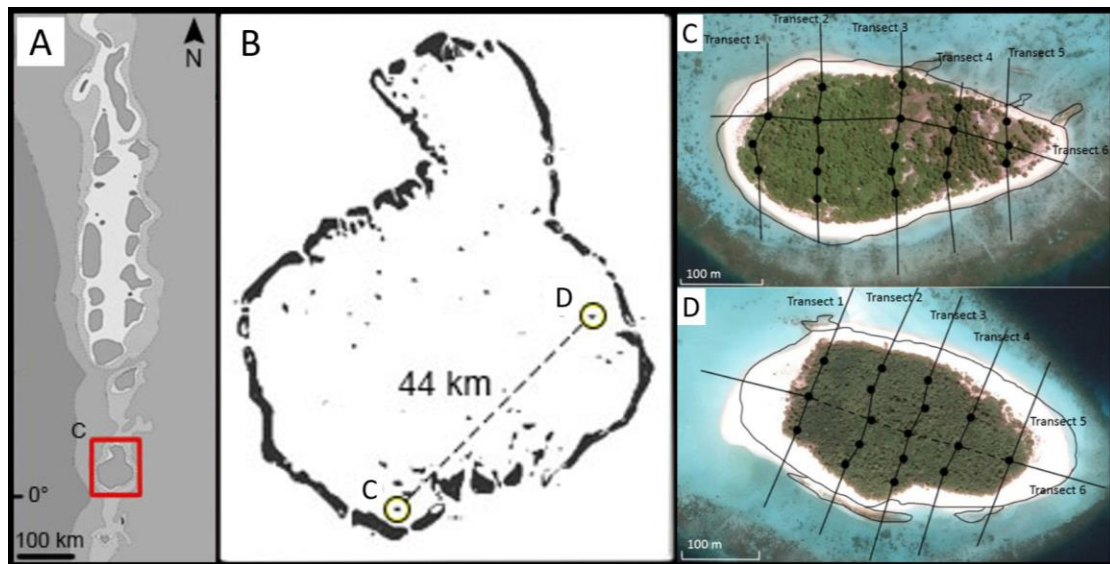 A
N
C
0°
100 km
B
D
44 km
C
C
Transect 1
Transect 2
Transect 3
Transect 4
Transect 5
Transect 6
100 m
D
Transect 1
Transect 2
Transect 3
Transect 4
Transect 5
Transect 6
100 m